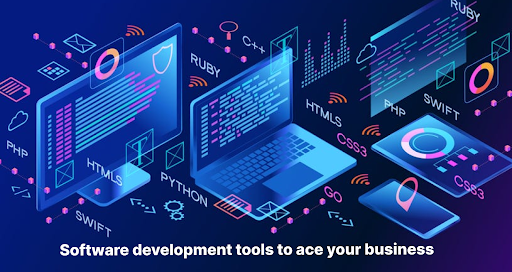 RUBY
C++
RUBY
HTMLS
PHP
SWIFT
PHP
HTMLS
CSS3
PYTHON
GO
CSS3
SWIFT
Software development tools to ace your business